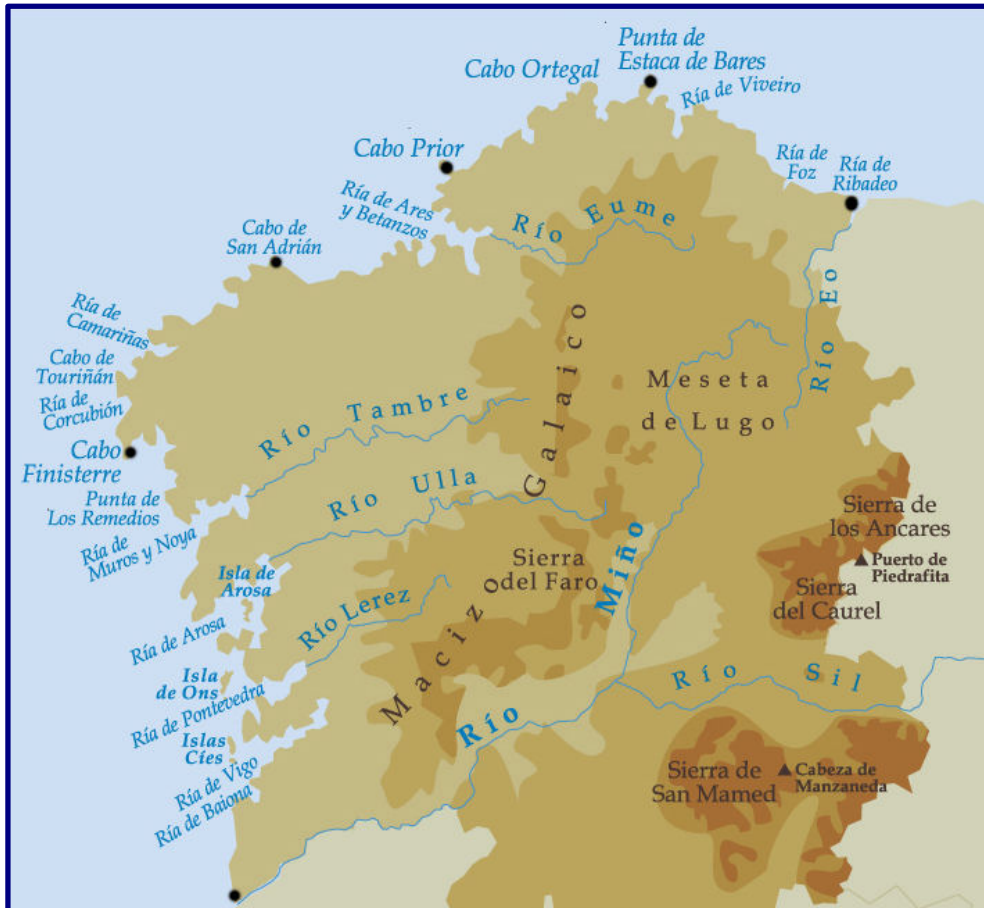 Punta de
Estaca de Bares
Cabo Ortegal
Ría de Viveiro
Cabo Prior
Ría de
Foz
Ría de
Ribadeo
Ría de Ares
y Betanzos
Río Eume
Cabo de
San Adrián
Río Eo
Ría de
Camariñas
Galaico
Meseta
de Lugo
Cabo de
Touriñán
Ría de
Corcubión
Río Tambre
Cabo
Finisterre
Río Ulla
Punta de
Los Remedios
Sierra de
los Ancares
Ría de
Muros y Noya
Puerto de
Piedrafita
Sierra
del Faro
Isla de
Arosa
Sierra
del Caurel
Miño
Río Lerez
Macizo
Ría de Arosa
Isla
de Ons
Río Sil
Ría de Pontevedra
Río
Islas
Cíes
Sierra de
San Mamed
Cabeza de
Manzaneda
Ría de Vigo
Ría de Baiona